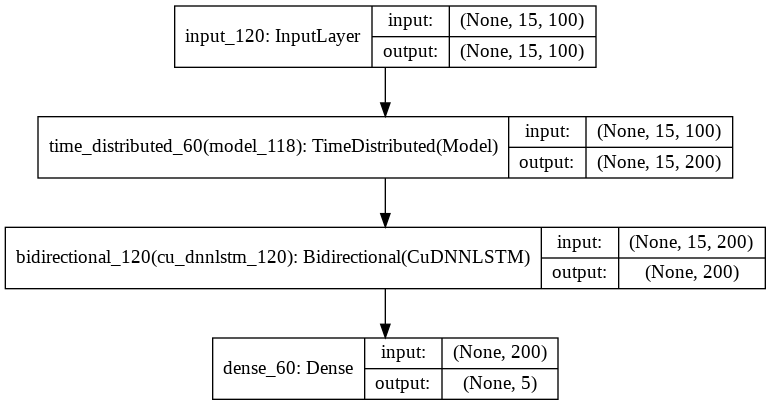 input_120: InputLayer
input: (None, 15, 100)
output: (None, 15, 100)
time_distributed_60(model_118): TimeDistributed(Model)
input: (None, 15, 100)
output: (None, 15, 200)
bidirectional_120(cu_dnnlstm_120): Bidirectional(CuDNNLSTM)
input: (None, 15, 200)
output: (None, 200)
dense_60: Dense
input: (None, 200)
output: (None, 5)